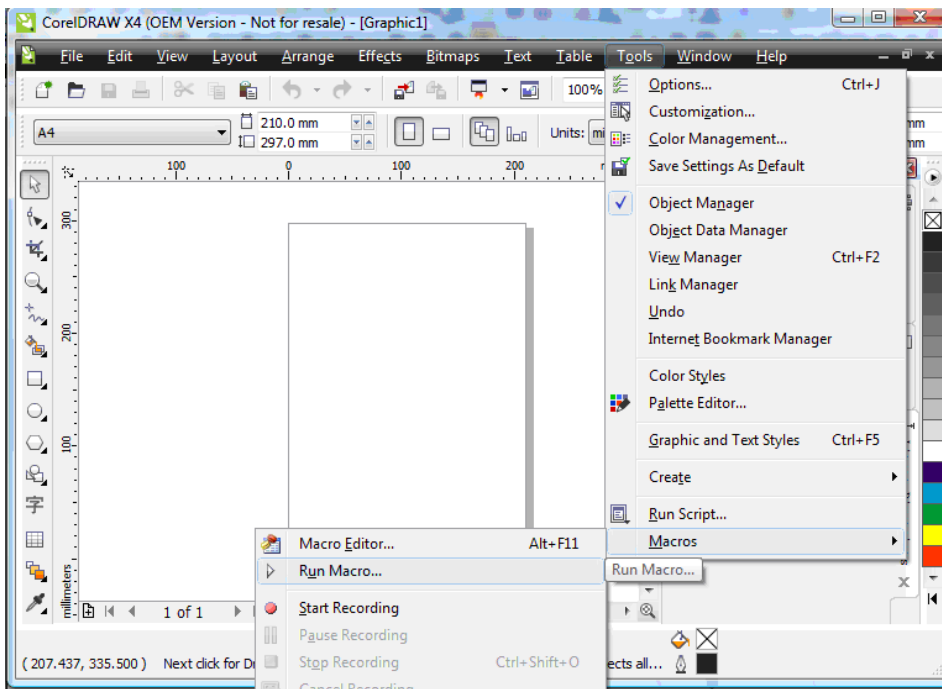 CorelDRAW X4 (OEM Version - Not for resale) - [Graphic1]
File Edit View Layout Arrange Effects Bitmaps Text Table Tools Window Help
100%
A4 210.0 mm 297.0 mm Units: mm
Options... Ctrl+J
Customization...
Color Management...
Save Settings As Default
Object Manager
Object Data Manager
View Manager Ctrl+F2
Link Manager
Undo
Internet Bookmark Manager
Color Styles
Palette Editor...
Graphic and Text Styles Ctrl+F5
Create
Run Script...
Macros
Run Macro...
100 0 100 200
300
200
100
millimeters
字
Macro Editor... Alt+F11
Run Macro...
Start Recording
Pause Recording
Stop Recording Ctrl+Shift+O
Cancel Recording
1 of 1
( 207.437, 335.500 ) Next click for Dr
ects all...